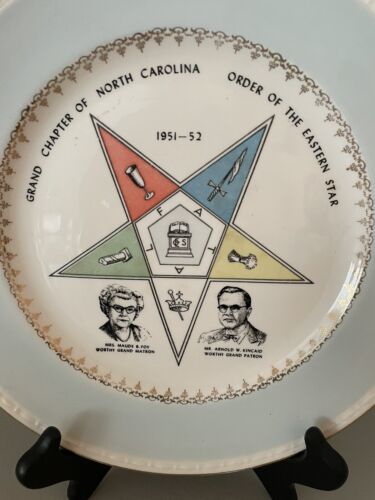 GRAND CHAPTER OF NORTH CAROLINA ORDER OF THE EASTERN STAR
1951-52
F A T A L
MRS. MAUDE B. FOY
WORTHY GRAND MATRON
MR. ARNOLD W. KINCAID
WORTHY GRAND PATRON